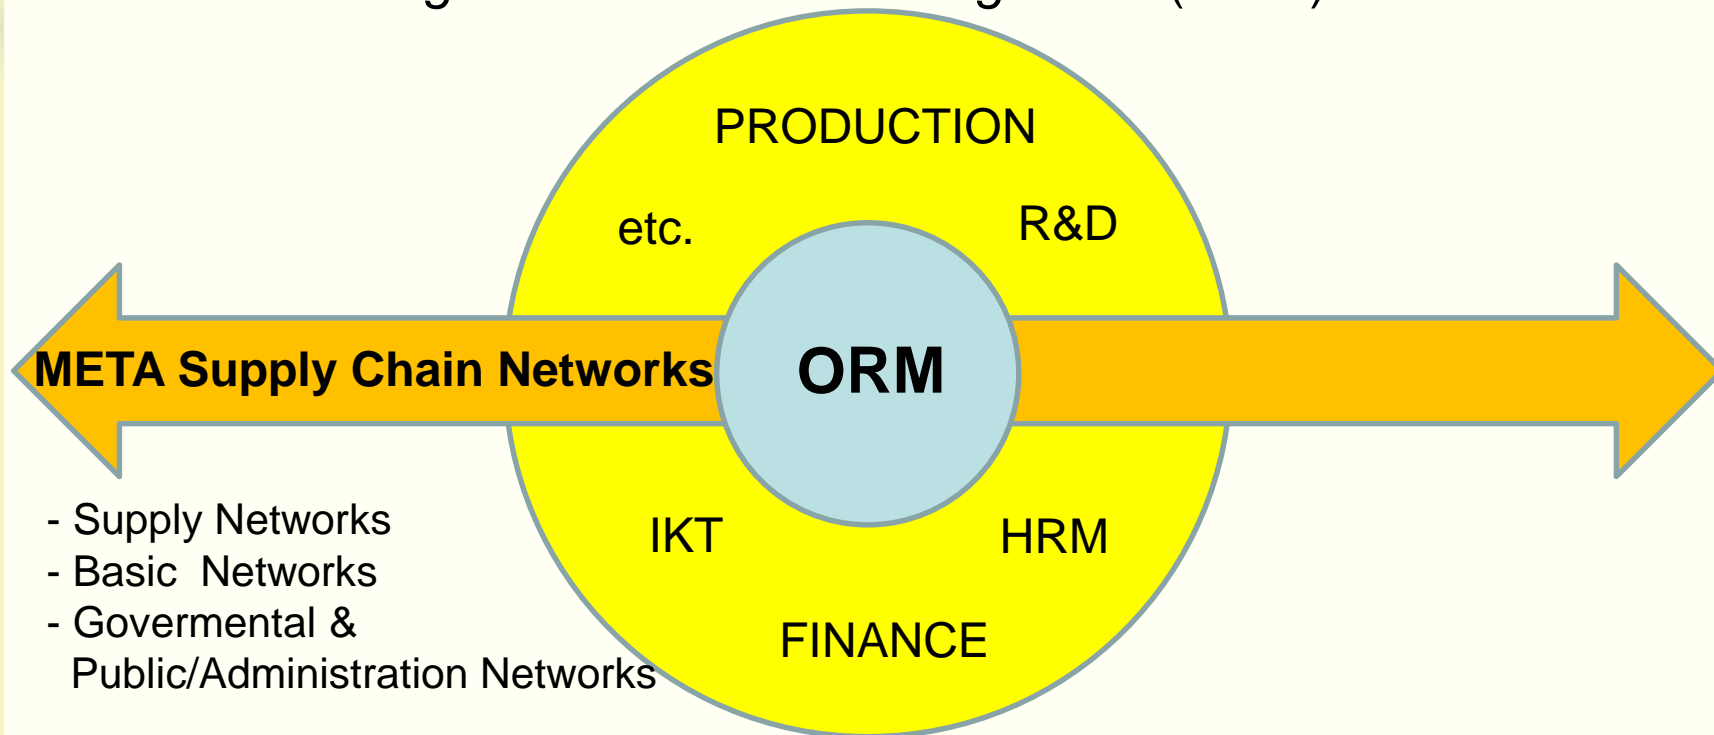 PRODUCTION
etc.
R&D
META Supply Chain Networks
ORM
- Supply Networks
- Basic  Networks
- Govermental &
Public/Administration Networks
IKT
HRM
FINANCE